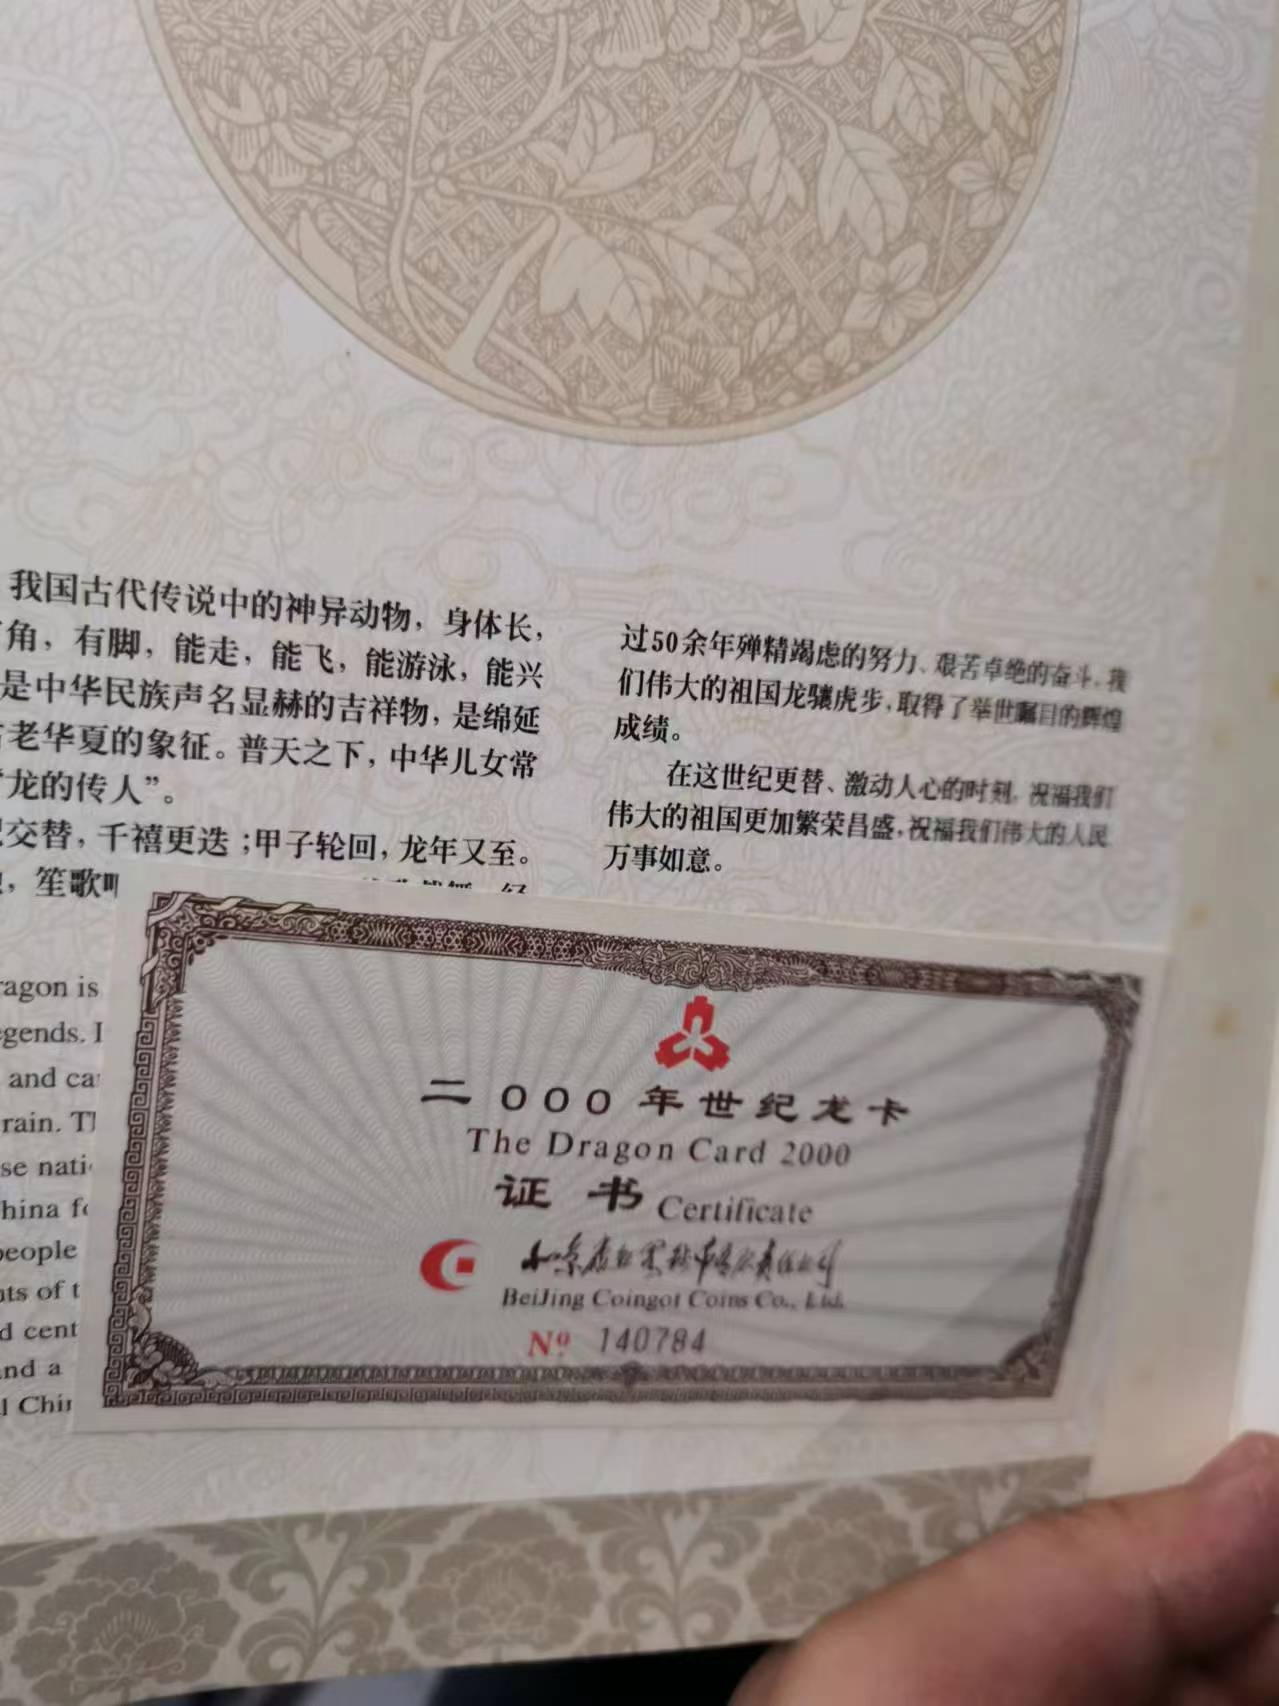 我国古代传说中的神异动物，身体长，
角，有脚，能走，能飞，能游泳，能兴
是中华民族声名显赫的吉祥物，是绵延
老华夏的象征。普天之下，中华儿女常
“龙的传人”。
交替，千禧更迭；甲子轮回，龙年又至。
，笙歌
过50余年殚精竭虑的努力、艰苦卓绝的奋斗，我
们伟大的祖国龙骧虎步，取得了举世瞩目的辉煌
成绩。
在这世纪更替、激动人心的时刻，祝福我们
伟大的祖国更加繁荣昌盛，祝福我们伟大的人民
万事如意。
ragon is
egends. I
and ca
rain. T
se nati
hina f
people
nts of t
d cent
and a
l Chi
二000年世纪龙卡
The Dragon Card 2000
证书 Certificate
BeiJing Coingot Coins Co., Ltd.
Nº 140784